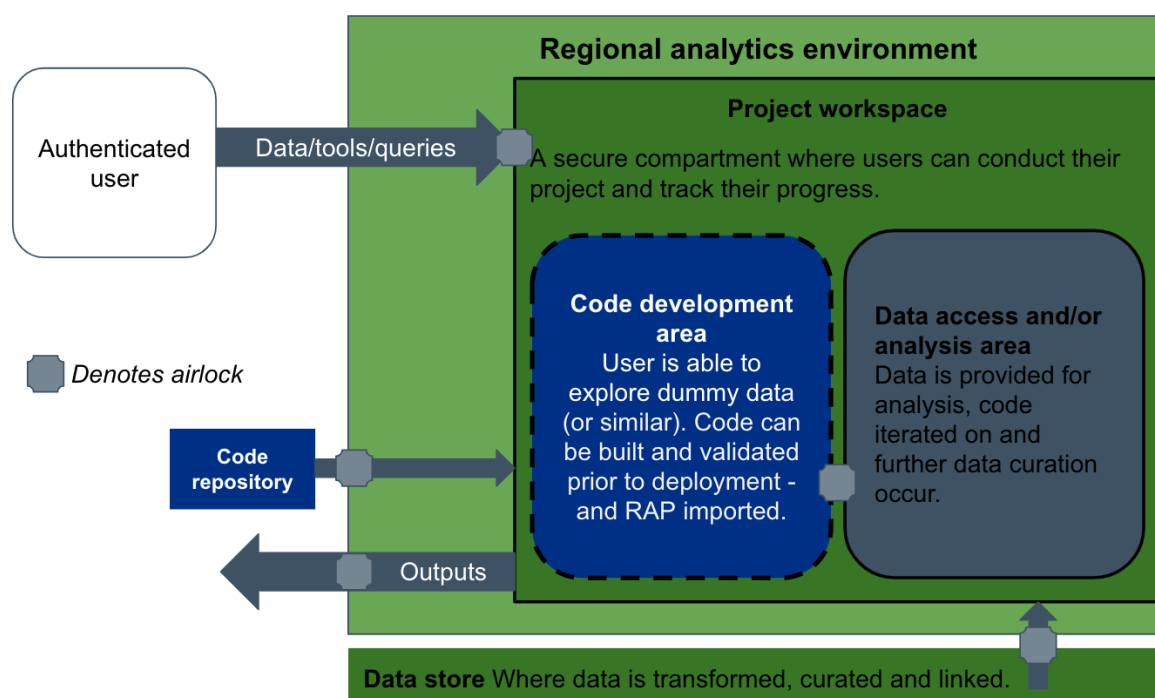 Regional analytics environment
Authenticated
user
Data/tools/queries
Project workspace
A secure compartment where users can conduct their
project and track their progress.
Code development
area
User is able to
explore dummy data
(or similar). Code can
be built and validated
prior to deployment -
and RAP imported.
Data access and/or
analysis area
Data is provided for
analysis, code
iterated on and
further data curation
occur.
Denotes airlock
Code
repository
Outputs
Data store Where data is transformed, curated and linked.